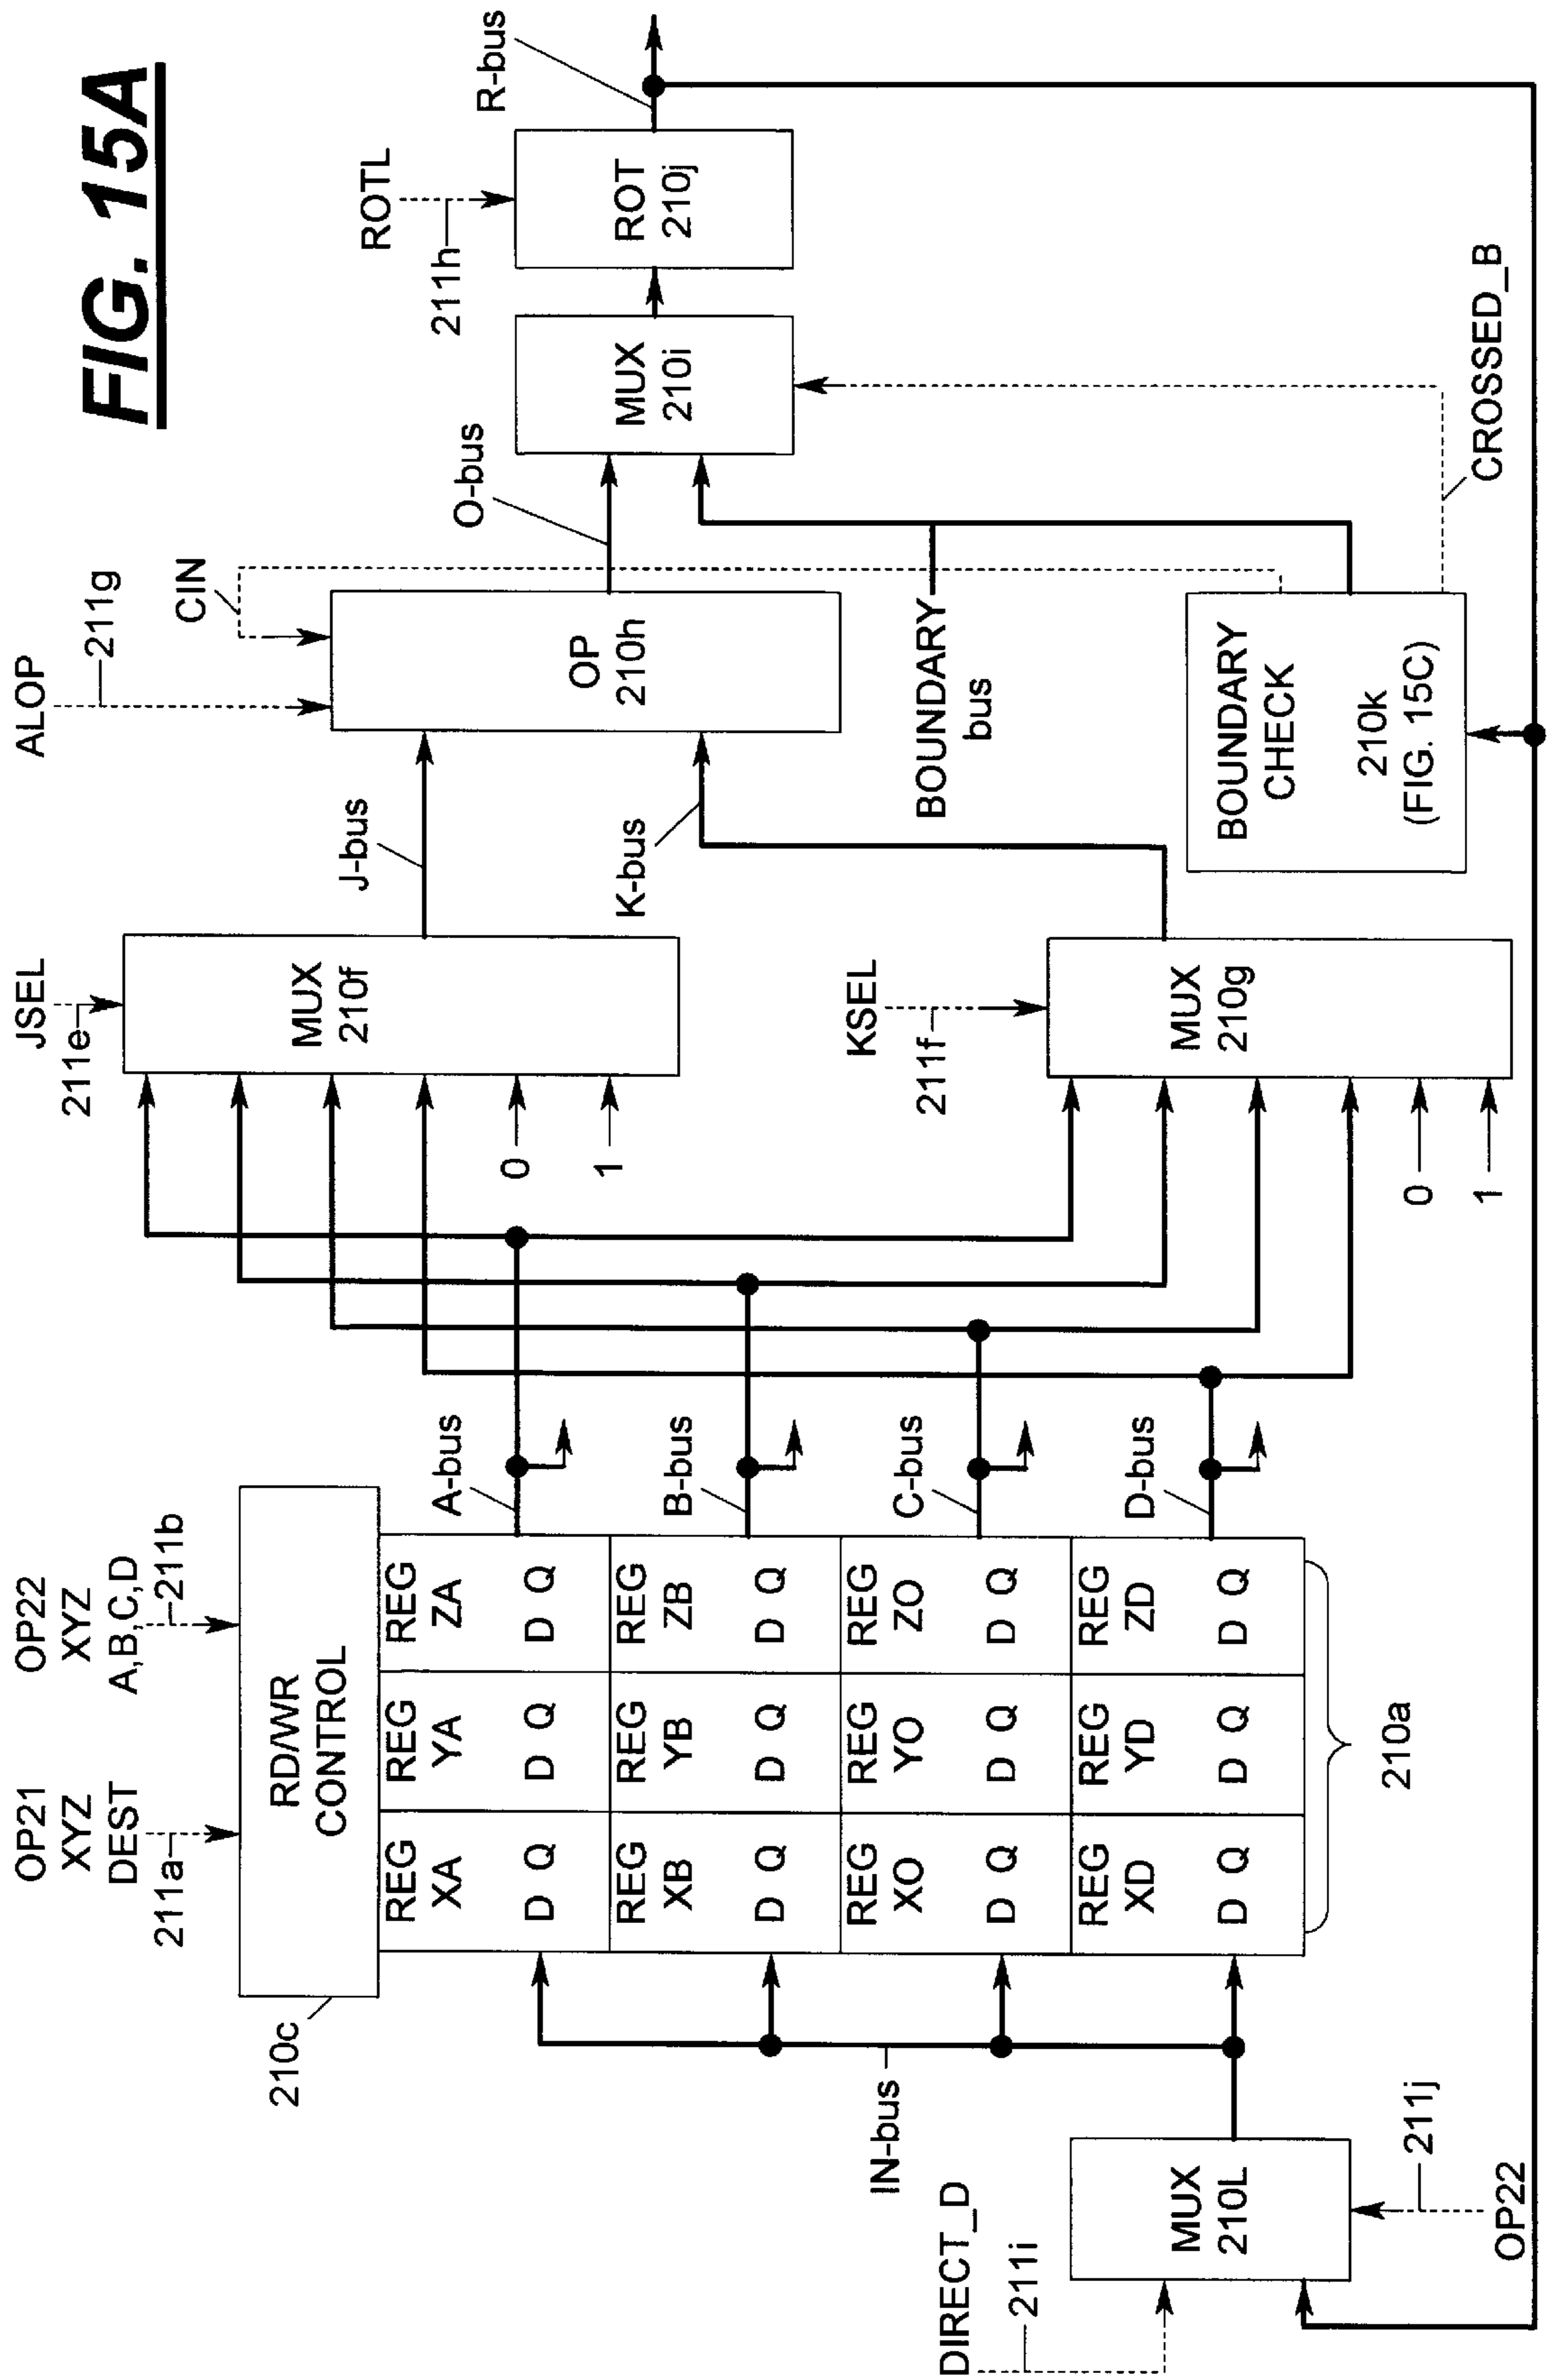 FIG. 15A
OP21
XYZ
DEST
211a
OP22
XYZ
A,B,C,D
211b
210c
RD/WR
CONTROL
REG
XA
D Q
REG
YA
D Q
REG
ZA
D Q
REG
XB
D Q
REG
YB
D Q
REG
ZB
D Q
REG
XO
D Q
REG
YO
D Q
REG
ZO
D Q
REG
XD
D Q
REG
YD
D Q
REG
ZD
D Q
210a
IN-bus
DIRECT_D
211i
MUX
210L
211j
OP22
A-bus
B-bus
C-bus
D-bus
JSEL
211e
MUX
210f
0
1
KSEL
211f
MUX
210g
0
1
J-bus
K-bus
ALOP
211g
CIN
OP
210h
O-bus
BOUNDARY
bus
BOUNDARY
CHECK
210k
(FIG. 15C)
CROSSED_B
MUX
210i
ROTL
211h
ROT
210j
R-bus